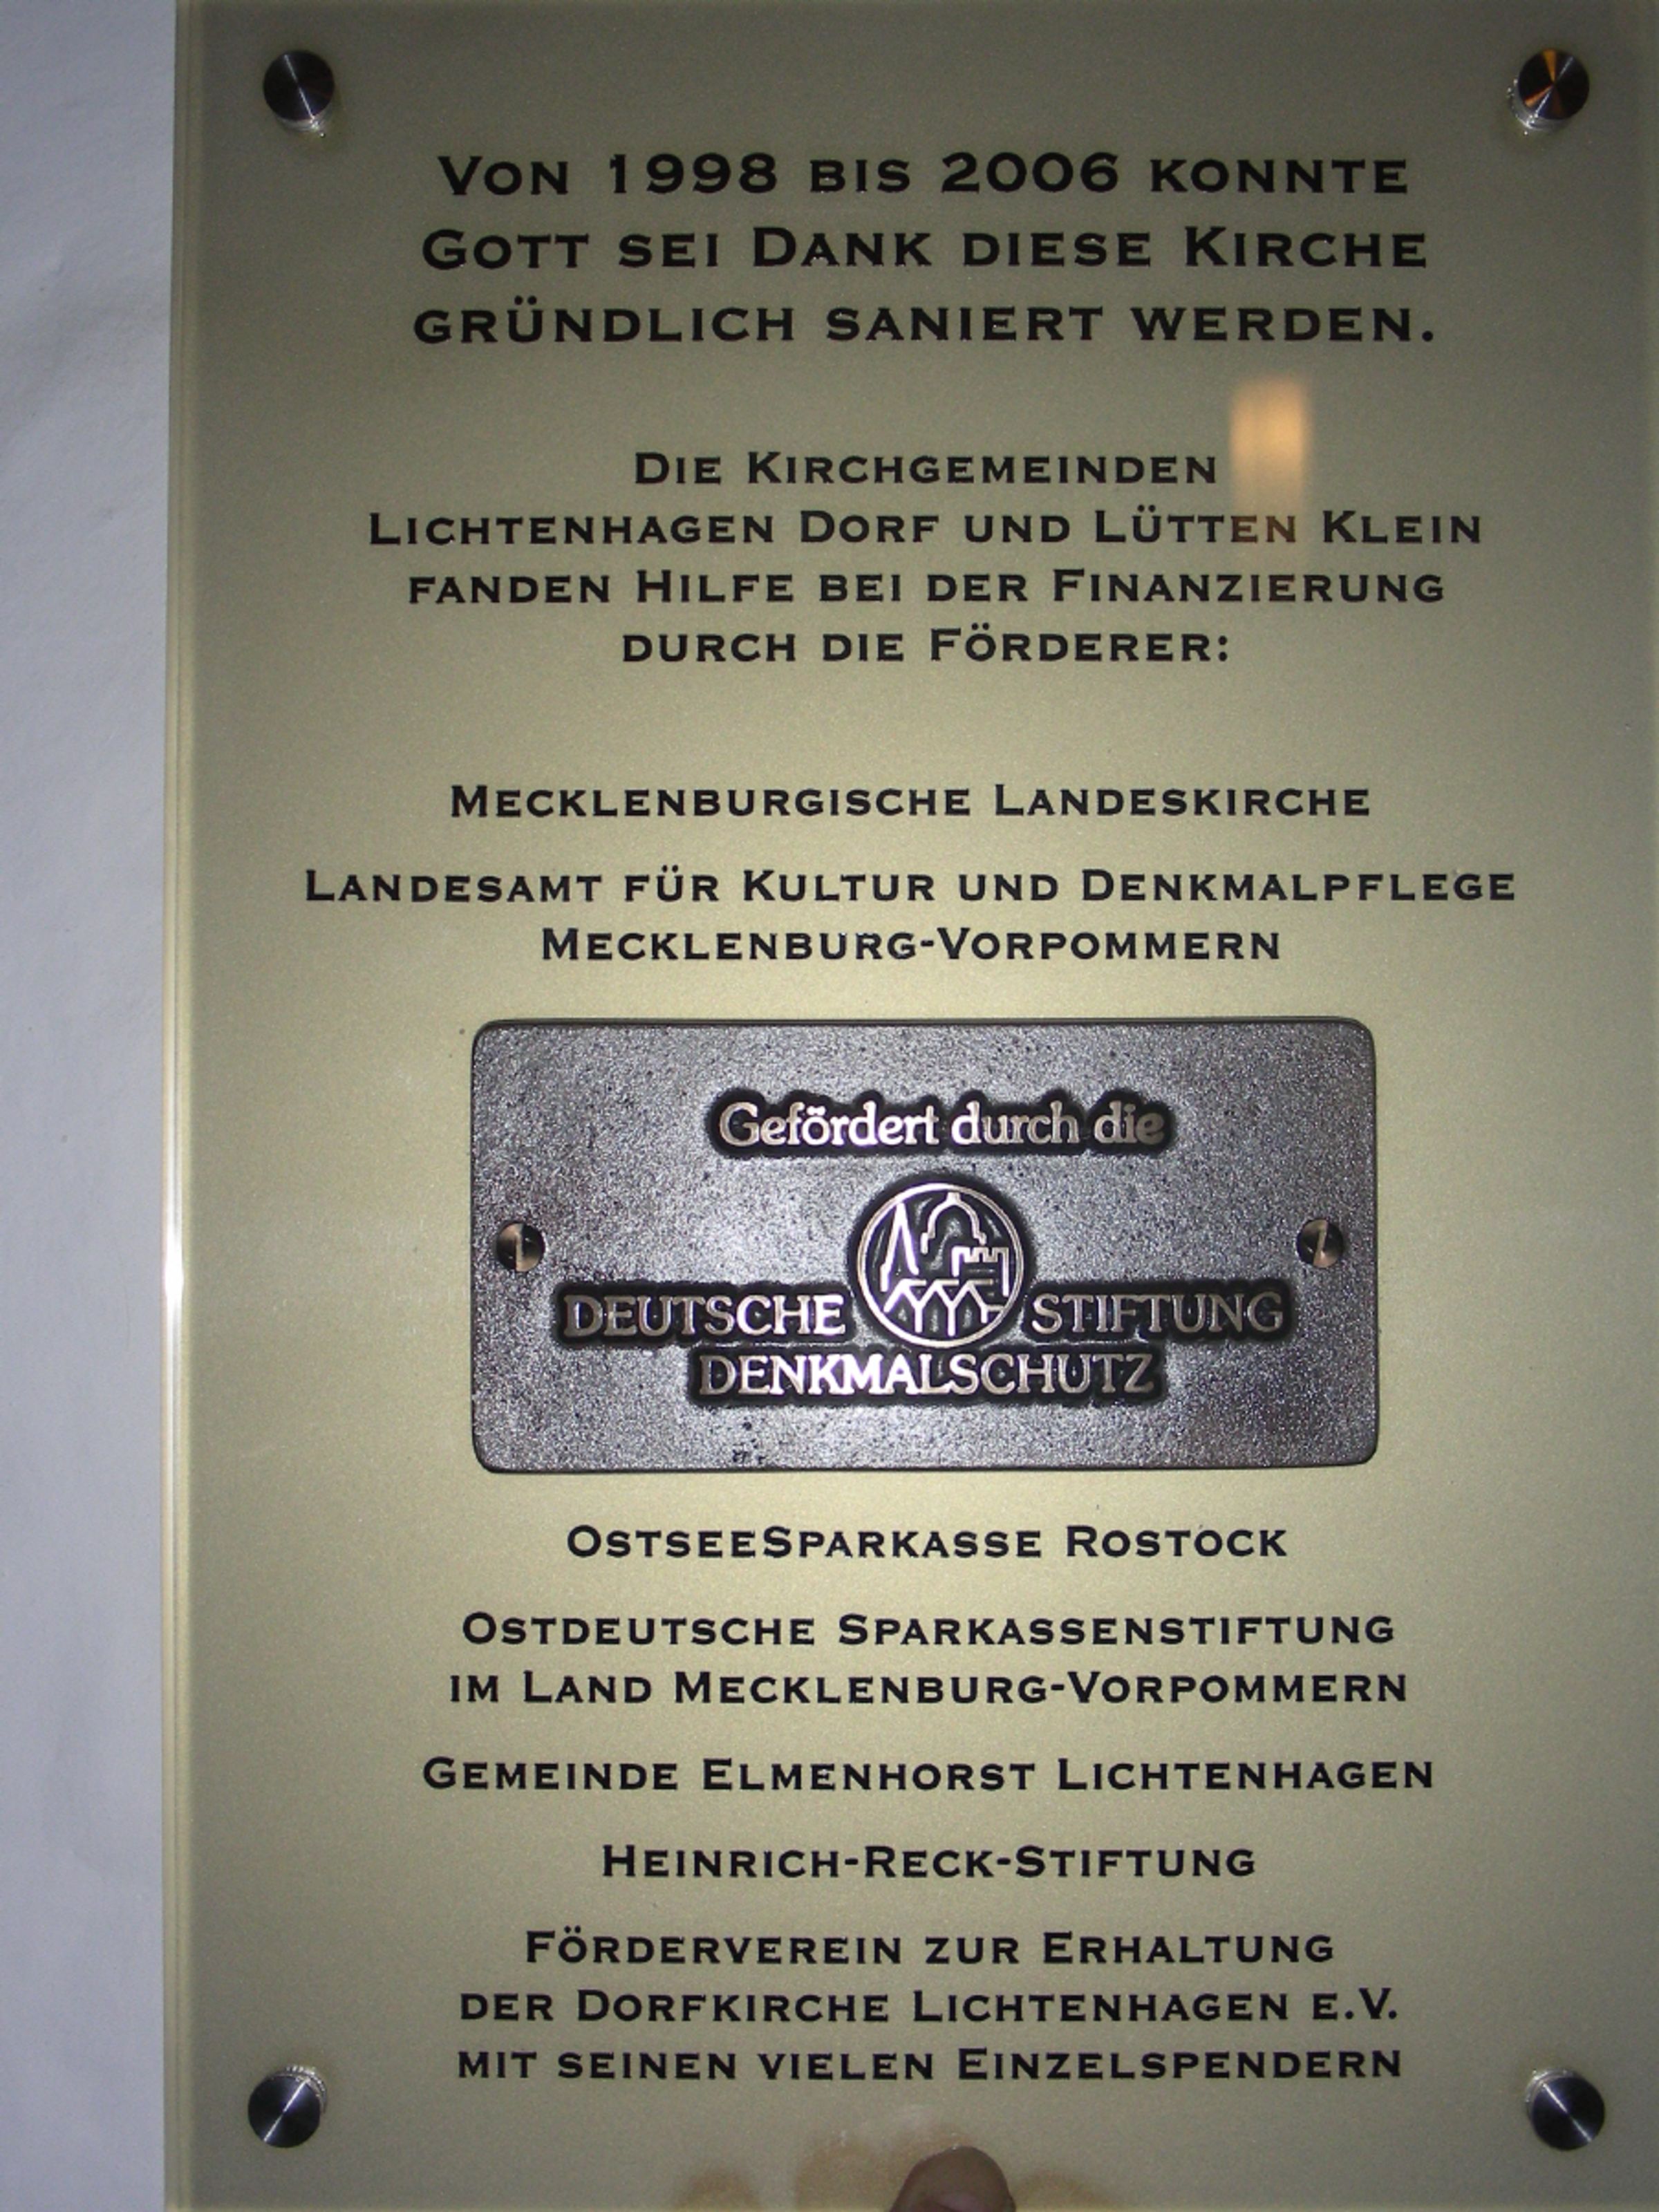 Von 1998 bis 2006 konnte
Gott sei Dank diese Kirche
gründlich saniert werden.
Die Kirchgemeinden
Lichtenhagen Dorf und Lütten Klein
fanden Hilfe bei der Finanzierung
durch die Förderer:
Mecklenburgische Landeskirche
Landesamt für Kultur und Denkmalpflege
Mecklenburg-Vorpommern
Gefördert durch die
DEUTSCHE STIFTUNG
DENKMALSCHUTZ
OstseeSparkasse Rostock
Ostdeutsche Sparkassenstiftung
im Land Mecklenburg-Vorpommern
Gemeinde Elmenhorst Lichtenhagen
Heinrich-Reck-Stiftung
Förderverein zur Erhaltung
der Dorfkirche Lichtenhagen e.V.
mit seinen vielen Einzelspendern